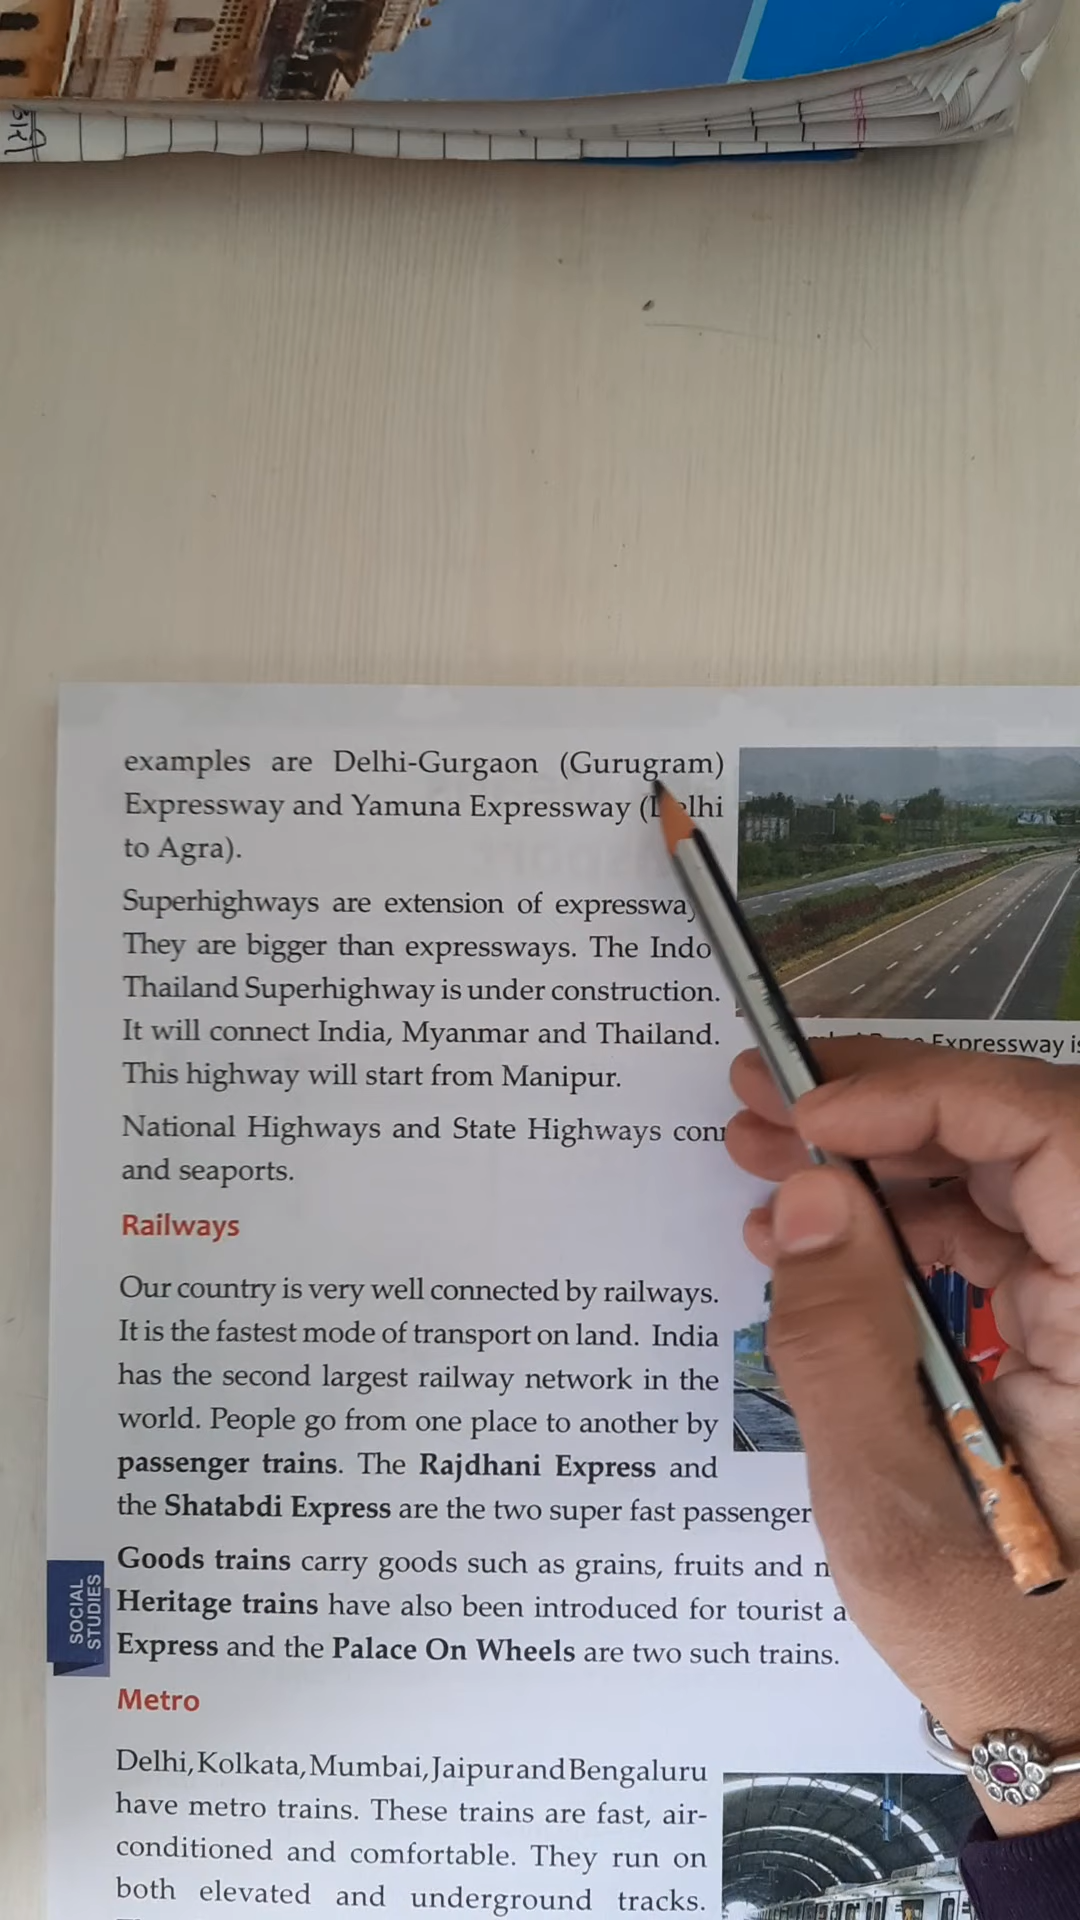 examples are Delhi-Gurgaon (Gurugram)
Expressway and Yamuna Expressway (Delhi
to Agra).
Superhighways are extension of
They are bigger than expressways. The Indo
Thailand Superhighway is under construction.
It will connect India, Myanmar and Thailand.
This highway will start from Manipur.
Expressway is
National Highways and State Highways
and seaports.
Railways
Our country is very well connected by railways.
It is the fastest mode of transport on land. India
has the second largest railway network in the
world. People go from one place to another by
passenger trains. The Rajdhani Express and
the Shatabdi Express are the two super fast passenger
Goods trains carry goods such as grains, fruits and
Heritage trains have also been introduced for tourist
Express and the Palace On Wheels are two such trains.
SOCIAL
STUDIES
Metro
Delhi, Kolkata, Mumbai, Jaipur and Bengaluru
have metro trains. These trains are fast, air-
conditioned and comfortable. They run on
both elevated and underground tracks.